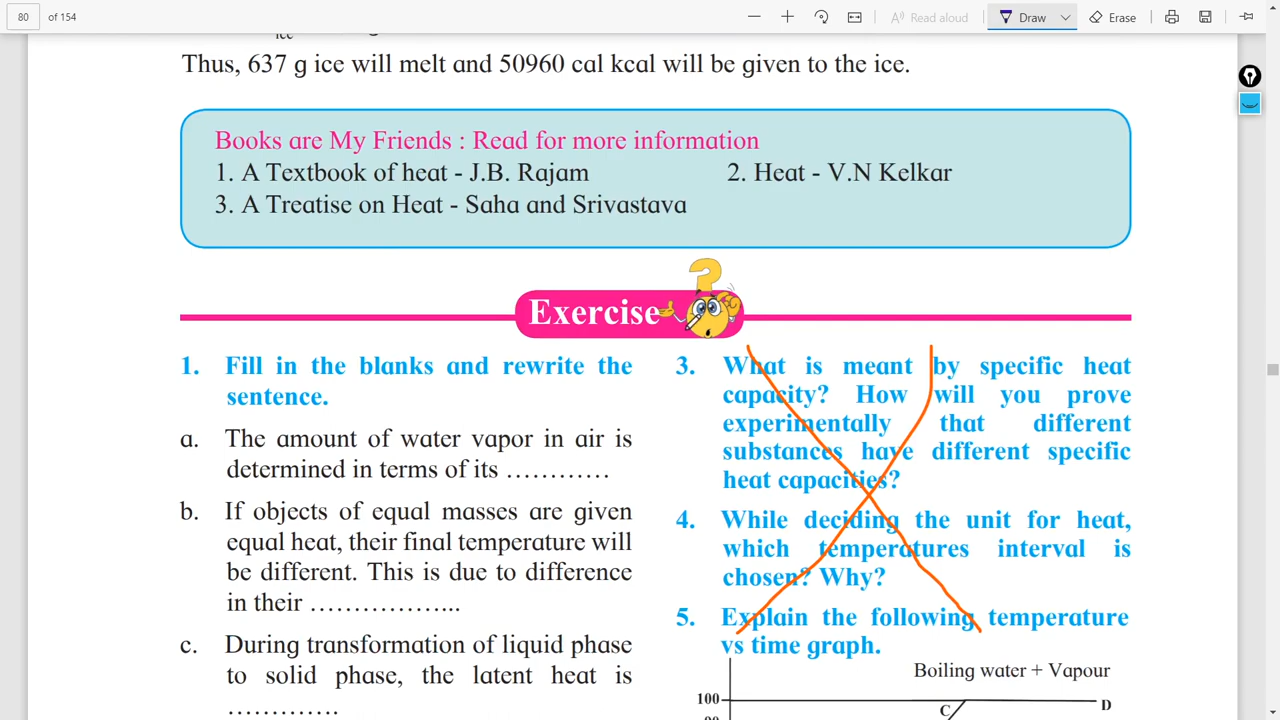 80 of 154
Read aloud
Draw
Erase
ice
Thus, 637 g ice will melt and 50960 cal kcal will be given to the ice.
Books are My Friends : Read for more information
1. A Textbook of heat - J.B. Rajam 2. Heat - V.N Kelkar
3. A Treatise on Heat - Saha and Srivastava
Exercise
1. Fill in the blanks and rewrite the
sentence.
a. The amount of water vapor in air is
determined in terms of its …………
b. If objects of equal masses are given
equal heat, their final temperature will
be different. This is due to difference
in their ……………...
c. During transformation of liquid phase
to solid phase, the latent heat is
………….
3. What is meant by specific heat
capacity? How will you prove
experimentally that different
substances have different specific
heat capacities?
4. While deciding the unit for heat,
which temperatures interval is
chosen? Why?
5. Explain the following temperature
vs time graph.
Boiling water + Vapour
100
C
D